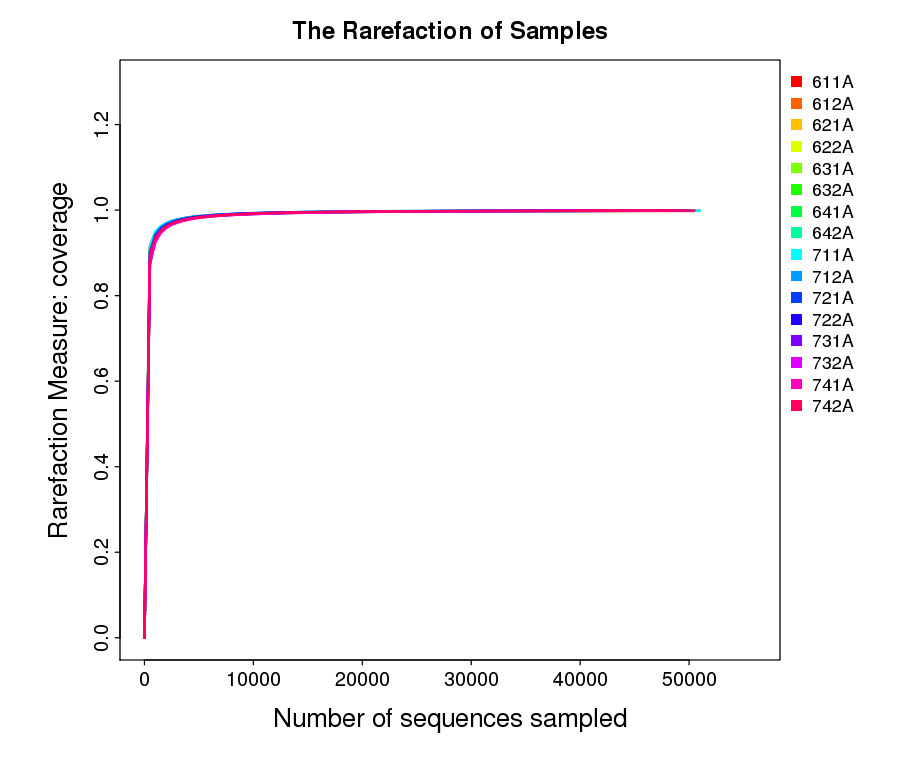 The Rarefaction of Samples
Rarefaction Measure: coverage
1.2
1.0
0.8
0.6
0.4
0.2
0.0
0 10000 20000 30000 40000 50000
Number of sequences sampled
611A
612A
621A
622A
631A
632A
641A
642A
711A
712A
721A
722A
731A
732A
741A
742A